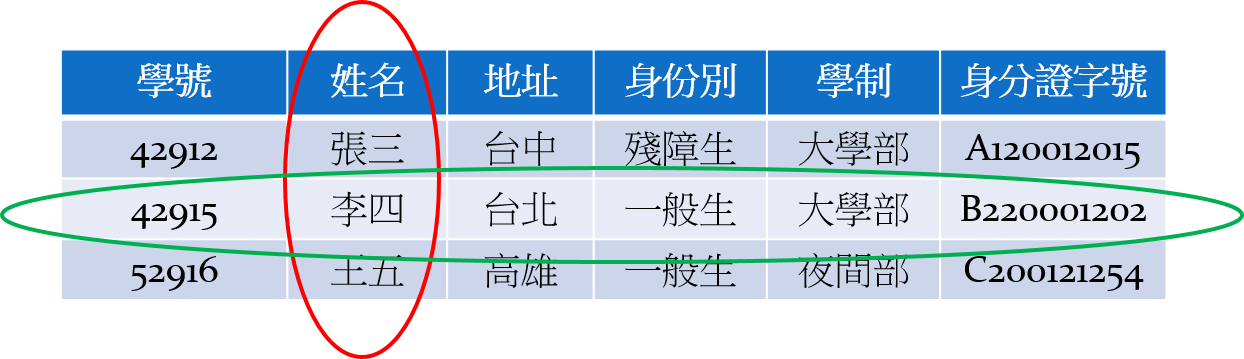 學號 姓名 地址 身份別 學制 身分證字號
42912 張三 台中 殘障生 大學部 A120012015
42915 李四 台北 一般生 大學部 B220001202
52916 王五 高雄 一般生 夜間部 C200121254